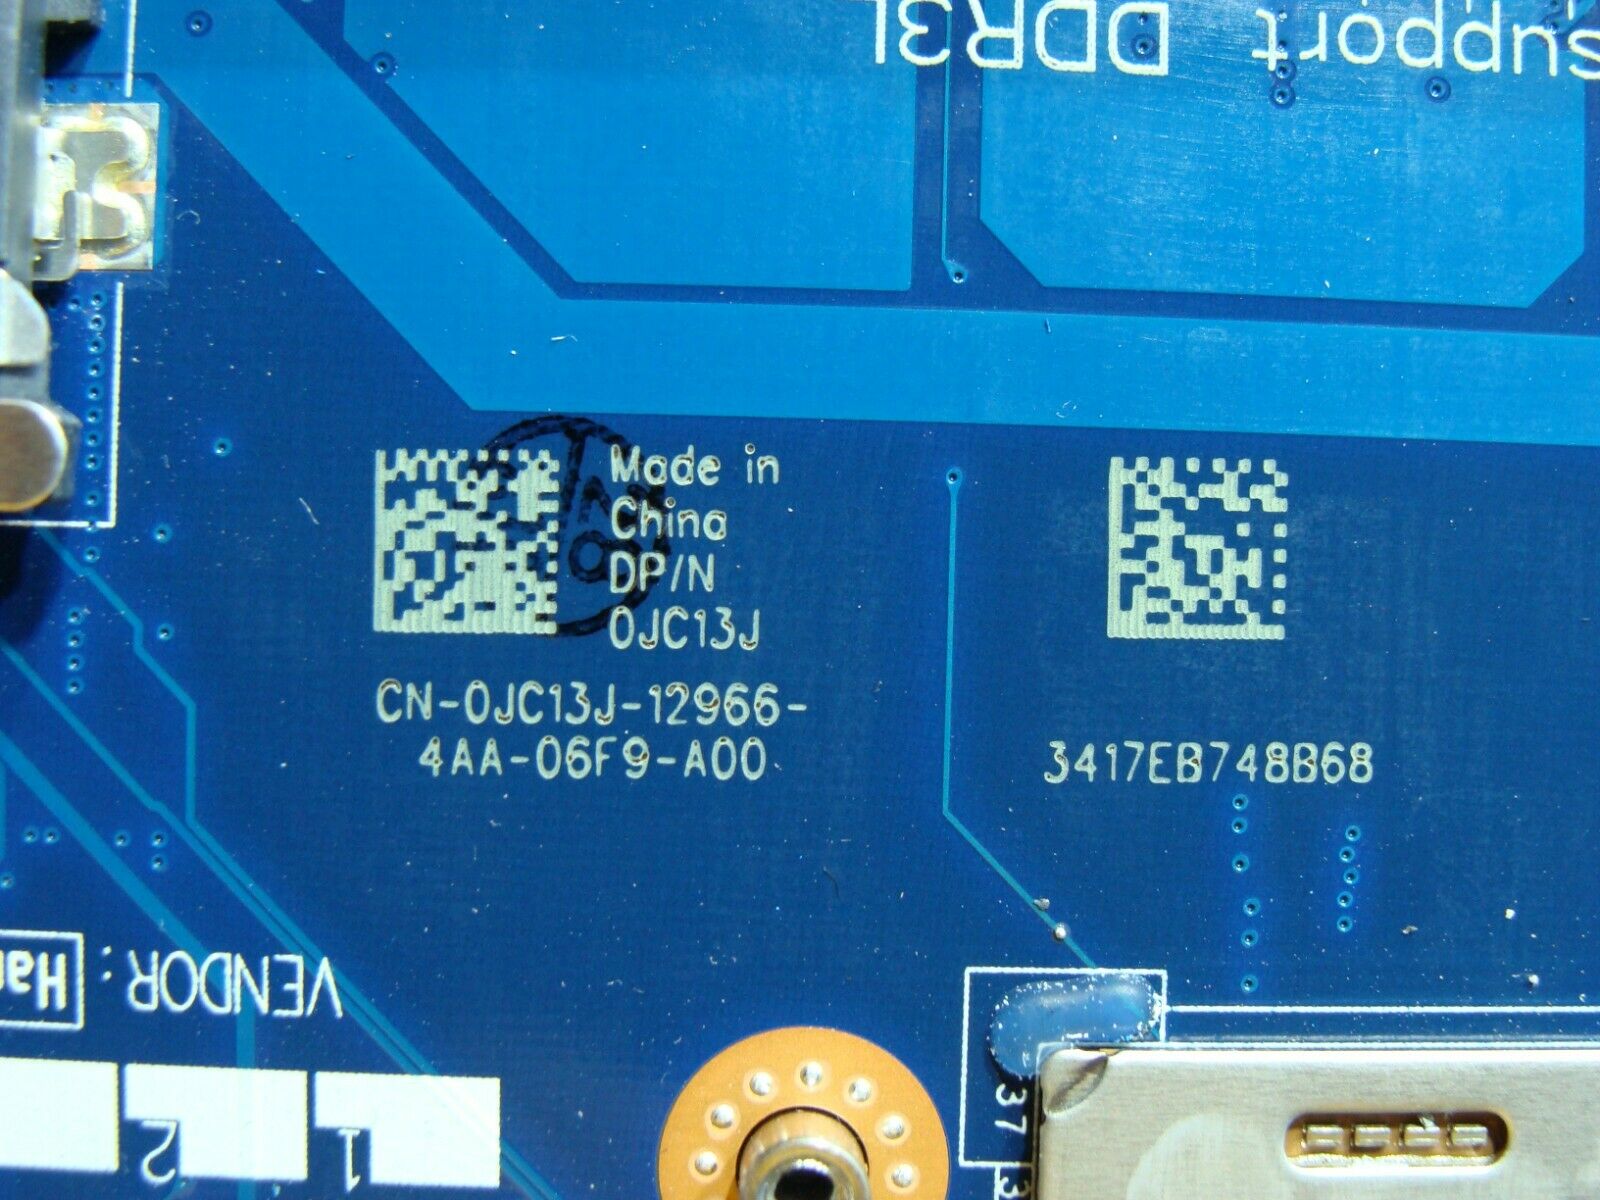 Support DDR3L
Made in
China
DP/N
0JC13J
CN-0JC13J-12966-
4AA-06F9-A00
3417EB748B68
VENDOR:
2
1
37